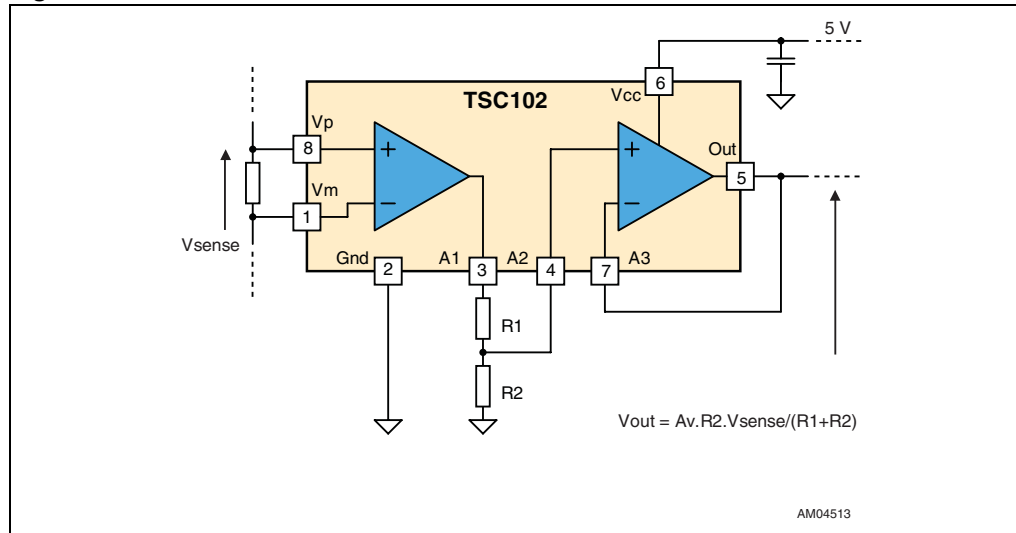 5 V
TSC102
6
Vcc
Vp
8
+
+
Out
5
Vm
1
Vsense
Gnd
2
A1
3
A2
4
7
A3
R1
R2
Vout = Av.R2.Vsense/(R1+R2)
AM04513